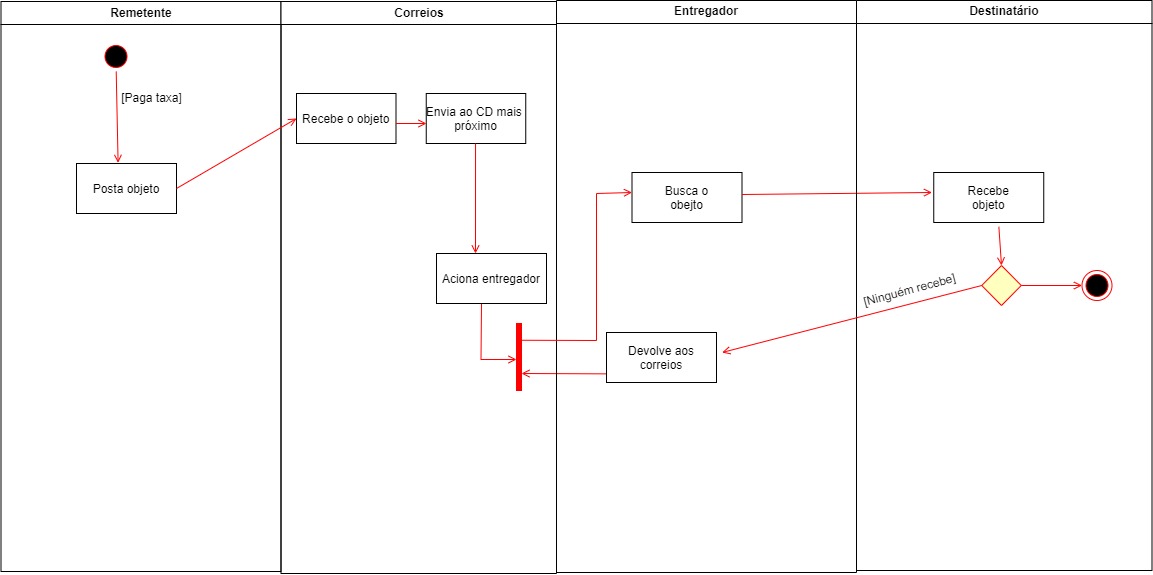 Remetente
Correios
Entregador
Destinatário
[Paga taxa]
Posta objeto
Recebe o objeto
Envia ao CD mais
próximo
Aciona entregador
Busca o
obejto
Recebe
objeto
[Ninguém recebe]
Devolve aos
correios